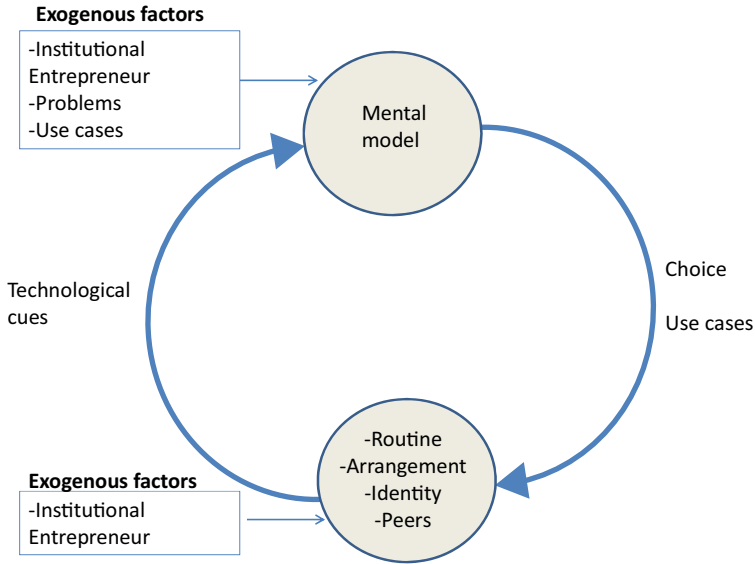 Exogenous factors
-Institutional
Entrepreneur
-Problems
-Use cases
Mental
model
Choice
Use cases
Technological
cues
-Routine
-Arrangement
-Identity
-Peers
Exogenous factors
-Institutional
Entrepreneur